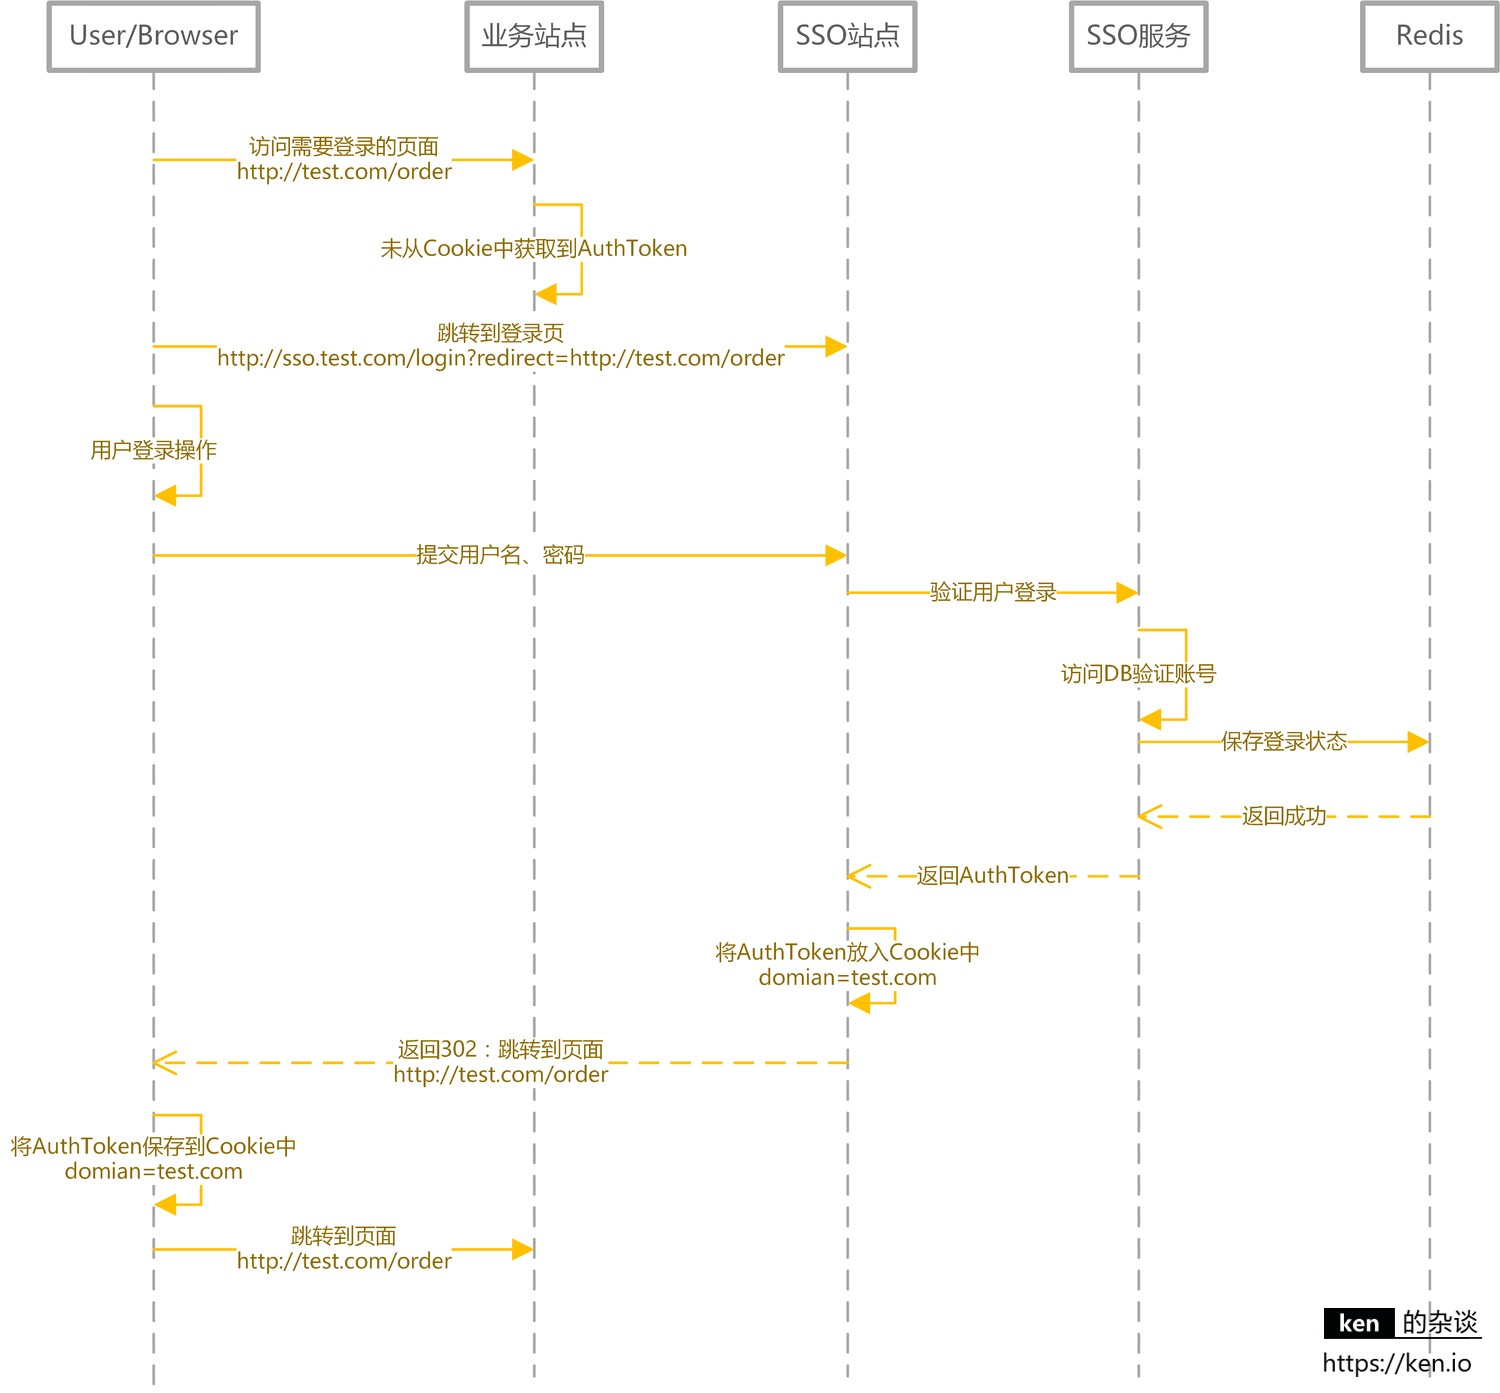 User/Browser
业务站点
SSO站点
SSO服务
Redis
访问需要登录的页面
http://test.com/order
未从Cookie中获取到AuthToken
跳转到登录页
http://sso.test.com/login?redirect=http://test.com/order
用户登录操作
提交用户名、密码
验证用户登录
访问DB验证账号
保存登录状态
返回成功
返回AuthToken
将AuthToken放入Cookie中
domian=test.com
返回302：跳转到页面
http://test.com/order
将AuthToken保存到Cookie中
domian=test.com
跳转到页面
http://test.com/order
ken 的杂谈
https://ken.io